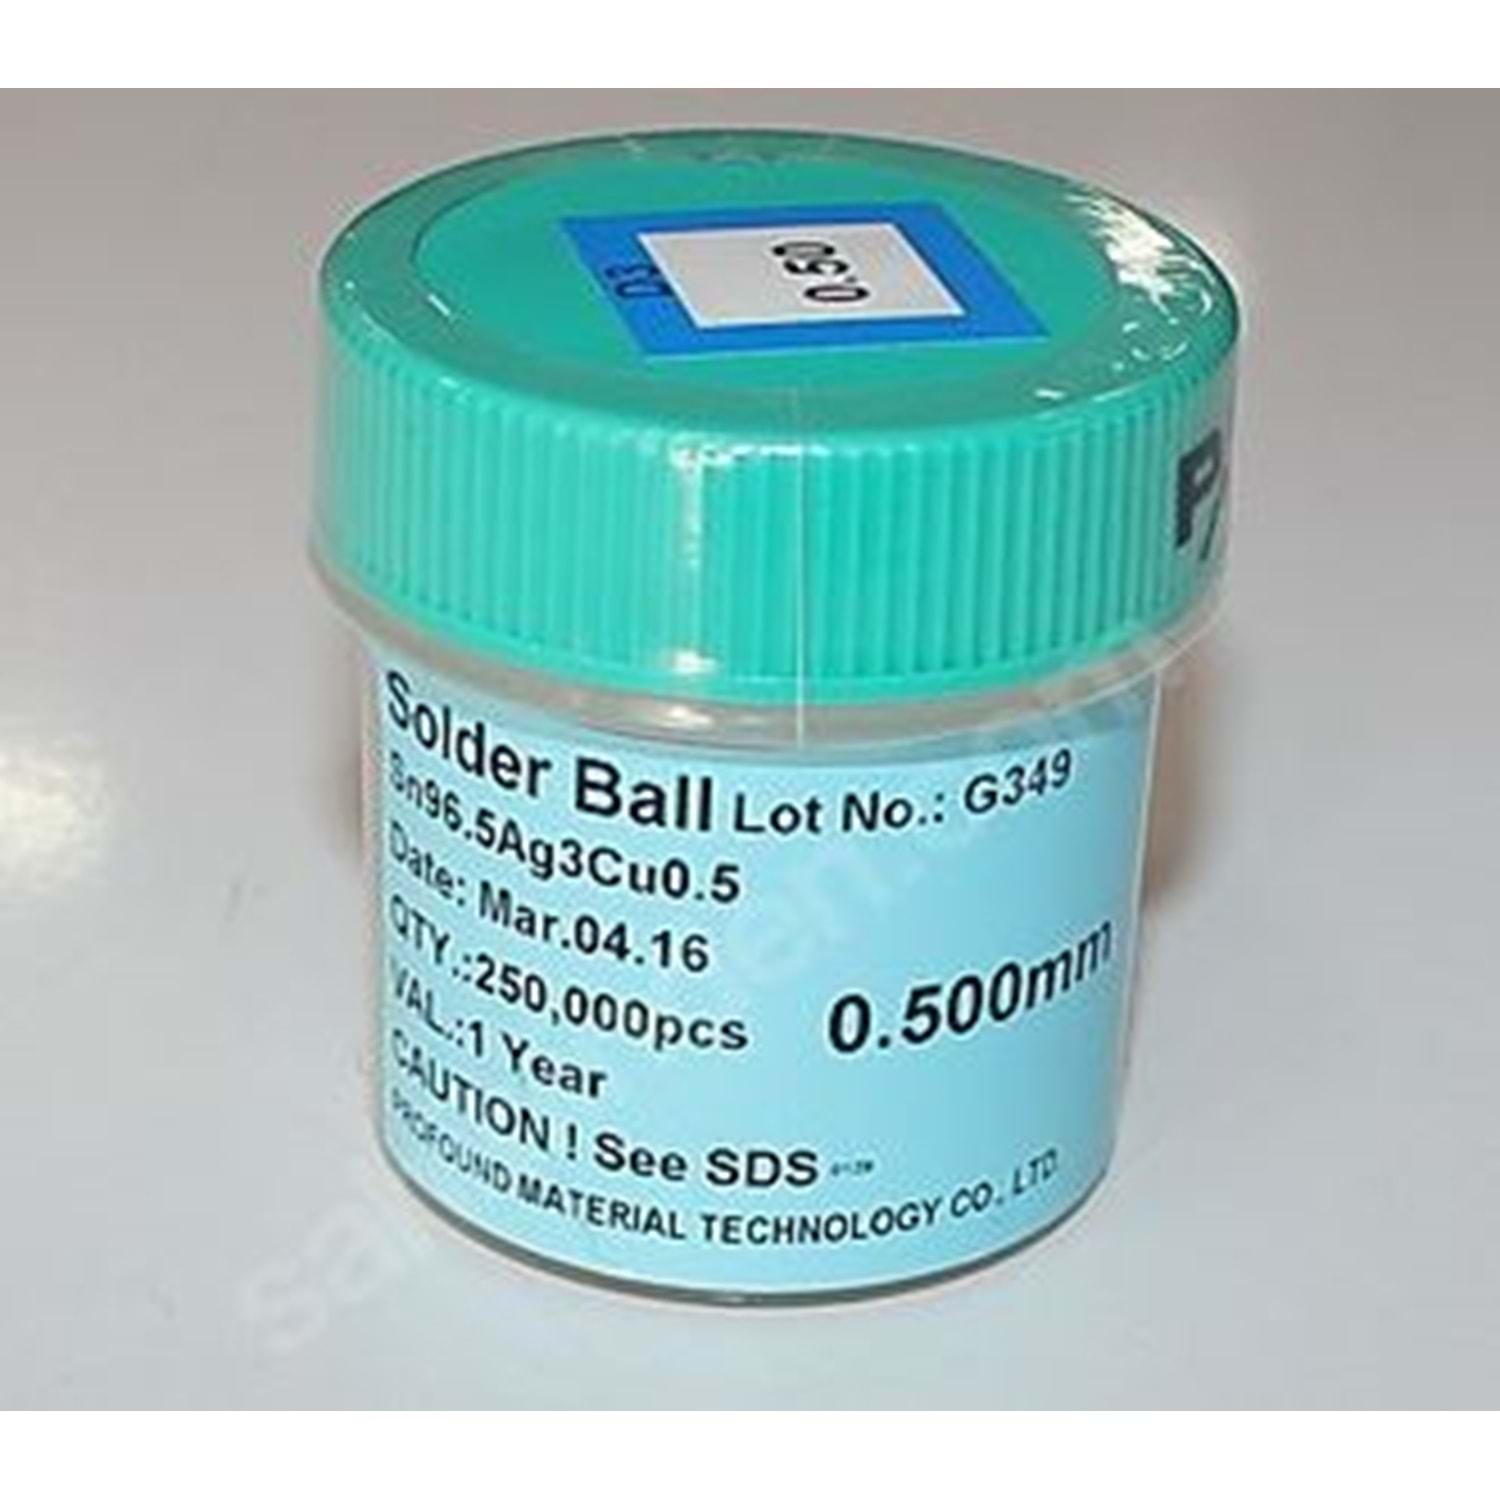 0.50
Solder Ball Lot No.: G349
Sn96.5Ag3Cu0.5
Date: Mar.04.16
QTY.:250,000pcs
0.500mm
VAL.:1 Year
CAUTION ! See SDS
PROFOUND MATERIAL TECHNOLOGY CO., LTD.